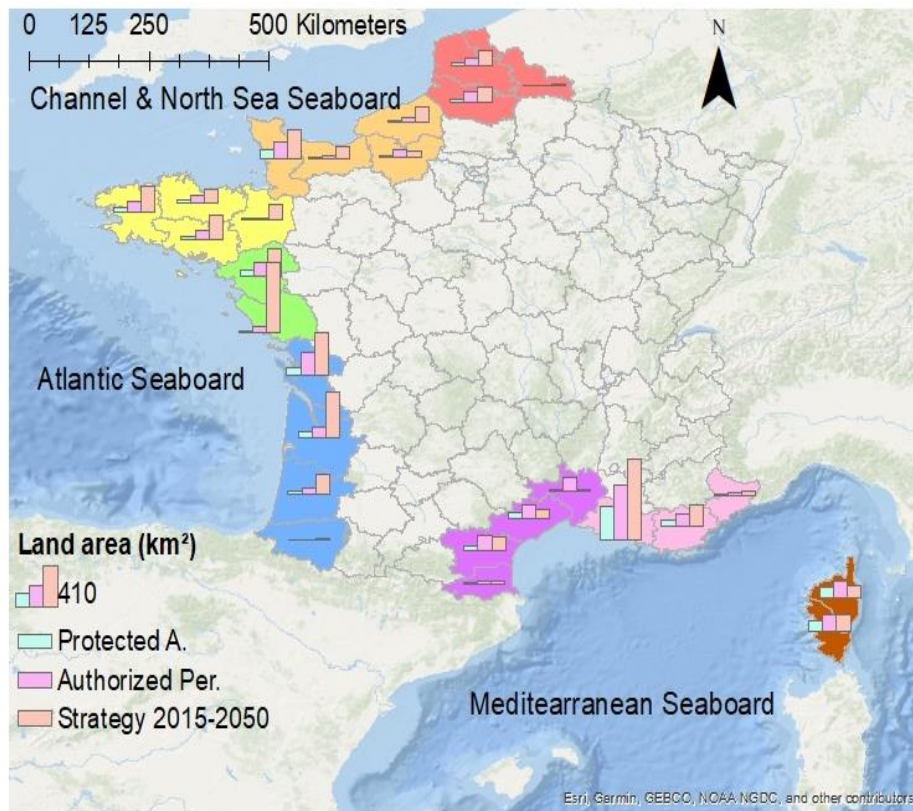 0 125 250 500 Kilometers
N
Channel & North Sea Seaboard
Atlantic Seaboard
Land area (km²)
410
Protected A.
Authorized Per.
Strategy 2015-2050
Meditearranean Seaboard
Esri, Garmin, GEBCO, NOAA NGDC, and other contributors